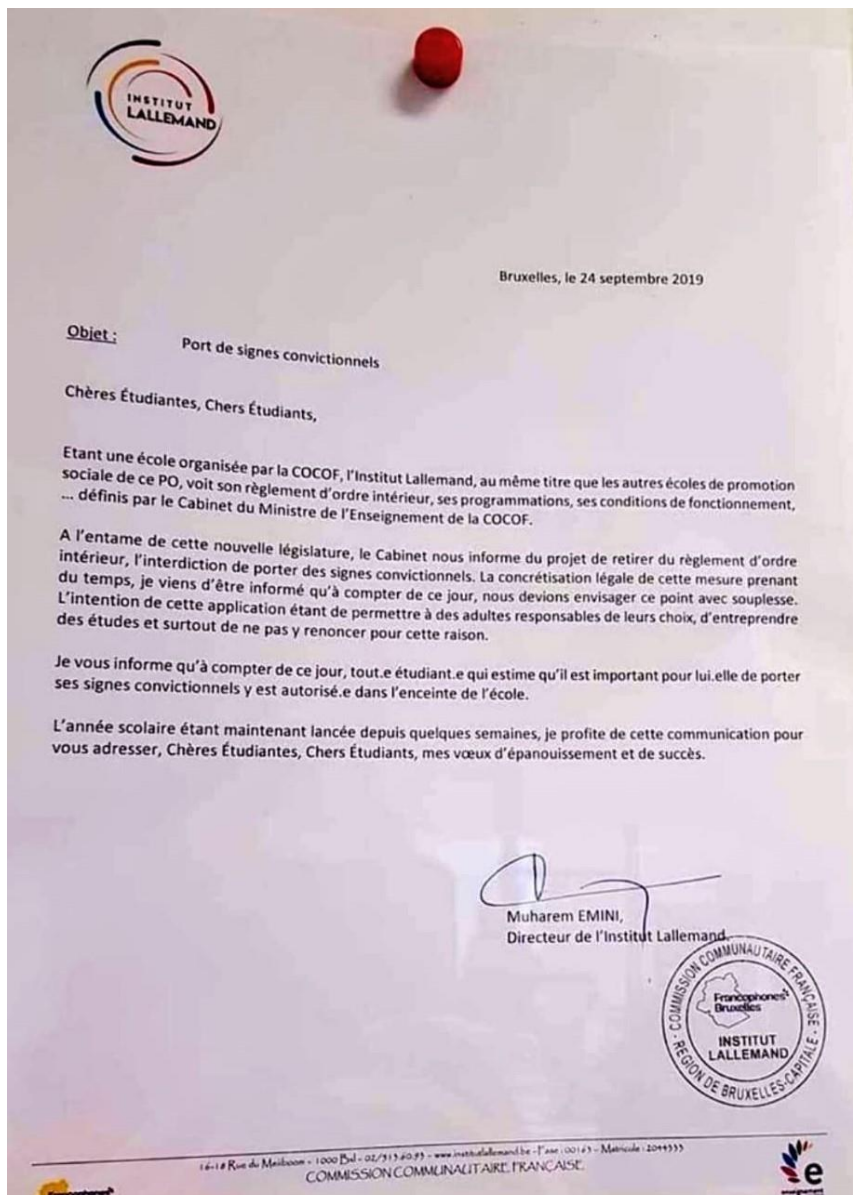 INSTITUT
LALLEMAND
Bruxelles, le 24 septembre 2019
Objet : Port de signes convictionnels
Chères Étudiantes, Chers Étudiants,
Etant une école organisée par la COCOF, l'Institut Lallemand, au même titre que les autres écoles de promotion
sociale de ce PO, voit son règlement d'ordre intérieur, ses programmations, ses conditions de fonctionnement,
... définis par le Cabinet du Ministre de l'Enseignement de la COCOF.
A l'entame de cette nouvelle législature, le Cabinet nous informe du projet de retirer du règlement d'ordre
intérieur, l'interdiction de porter des signes convictionnels. La concrétisation légale de cette mesure prenant
du temps, je viens d'être informé qu'à compter de ce jour, nous devions envisager ce point avec souplesse.
L'intention de cette application étant de permettre à des adultes responsables de leurs choix, d'entreprendre
des études et surtout de ne pas y renoncer pour cette raison.
Je vous informe qu'à compter de ce jour, tout.e étudiant.e qui estime qu'il est important pour lui.elle de porter
ses signes convictionnels y est autorisé.e dans l'enceinte de l'école.
L'année scolaire étant maintenant lancée depuis quelques semaines, je profite de cette communication pour
vous adresser, Chères Étudiantes, Chers Étudiants, mes vœux d'épanouissement et de succès.
Muharem EMINI,
Directeur de l'Institut Lallemand.
COMMISSION COMMUNAUTAIRE FRANÇAISE
Francophones
Bruxelles
INSTITUT
LALLEMAND
RÉGION DE BRUXELLES-CAPITALE
16-18 Rue du Meiboom - 1000 Bxl - - www.institutlallemand.be - Matricule :
COMMISSION COMMUNAUTAIRE FRANÇAISE
e